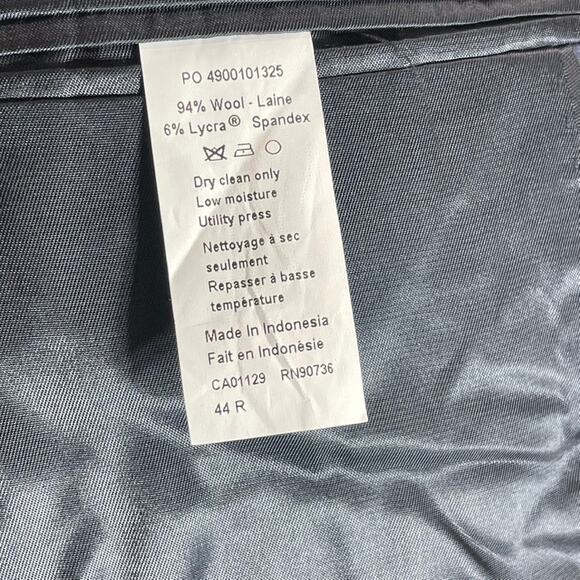 PO 4900101325
94% Wool - Laine
6% Lycra® Spandex
Dry clean only
Low moisture
Utility press
Nettoyage à sec
seulement
Repasser à basse
température
Made In Indonesia
Fait en Indonésie
CA01129 RN90736
44 R